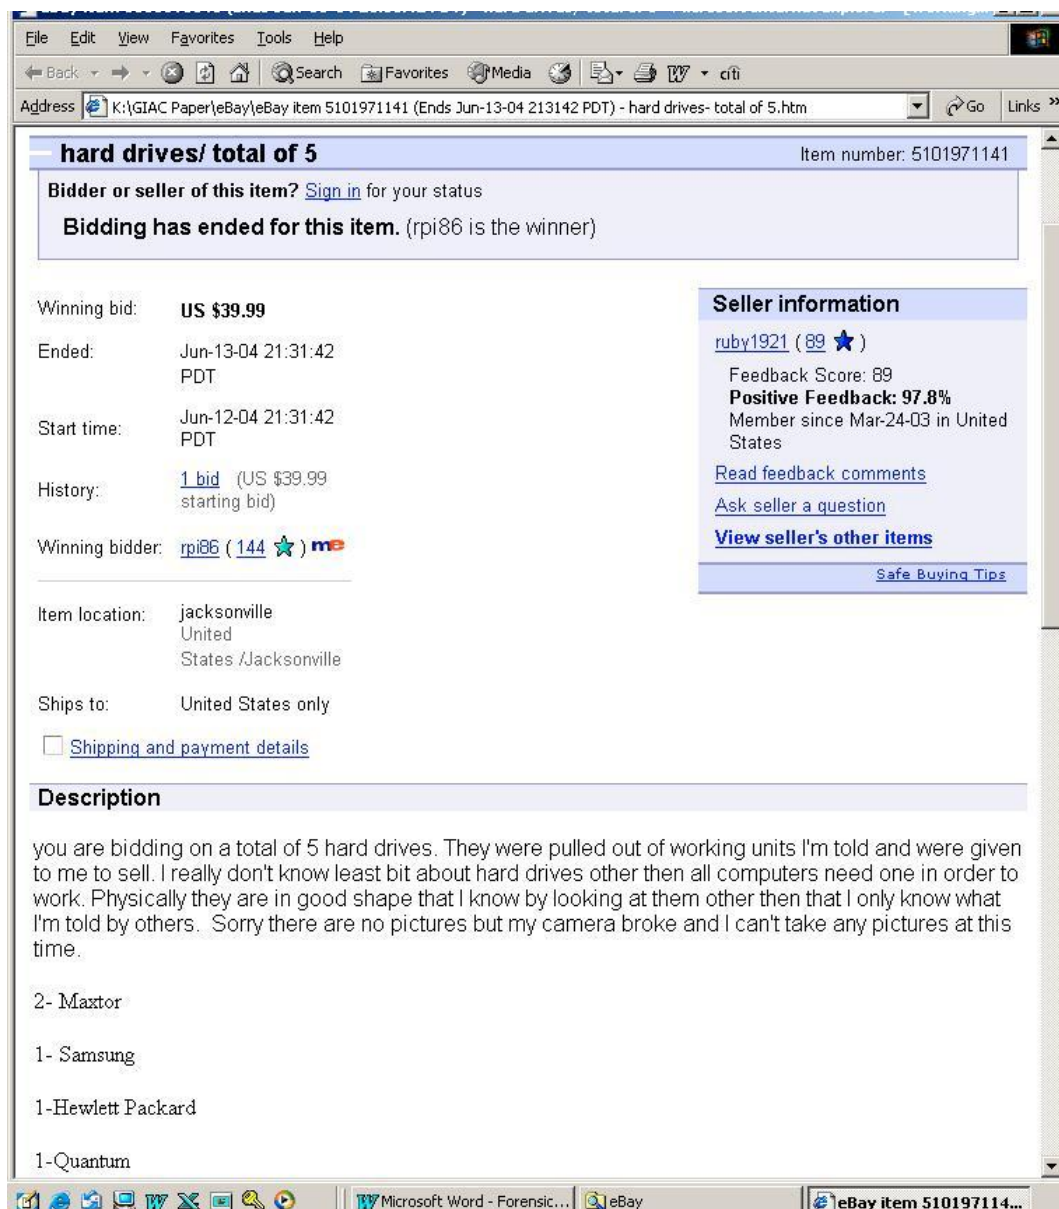 File Edit View Favorites Tools Help
Back Search Favorites Media citi
Address K:\GIAC Paper\eBay\eBay item 5101971141 (Ends Jun-13-04 213142 PDT) - hard drives- total of 5.htm Go Links »
hard drives/ total of 5 Item number: 5101971141
Bidder or seller of this item? Sign in for your status
Bidding has ended for this item. (rpi86 is the winner)
Winning bid: US $39.99
Ended: Jun-13-04 21:31:42
PDT
Start time: Jun-12-04 21:31:42
PDT
History: 1 bid (US $39.99
starting bid)
Winning bidder: rpi86 ( 144 ) me
Item location: jacksonville
United
States /Jacksonville
Ships to: United States only
Shipping and payment details
Seller information
ruby1921 ( 89 )
Feedback Score: 89
Positive Feedback: 97.8%
Member since Mar-24-03 in United
States
Read feedback comments
Ask seller a question
View seller's other items
Safe Buying Tips
Description
you are bidding on a total of 5 hard drives. They were pulled out of working units I'm told and were given
to me to sell. I really don't know least bit about hard drives other then all computers need one in order to
work. Physically they are in good shape that I know by looking at them other then that I only know what
I'm told by others. Sorry there are no pictures but my camera broke and I can't take any pictures at this
time.
2- Maxtor
1- Samsung
1-Hewlett Packard
1-Quantum
Microsoft Word - Forensic... eBay eBay item 510197114...